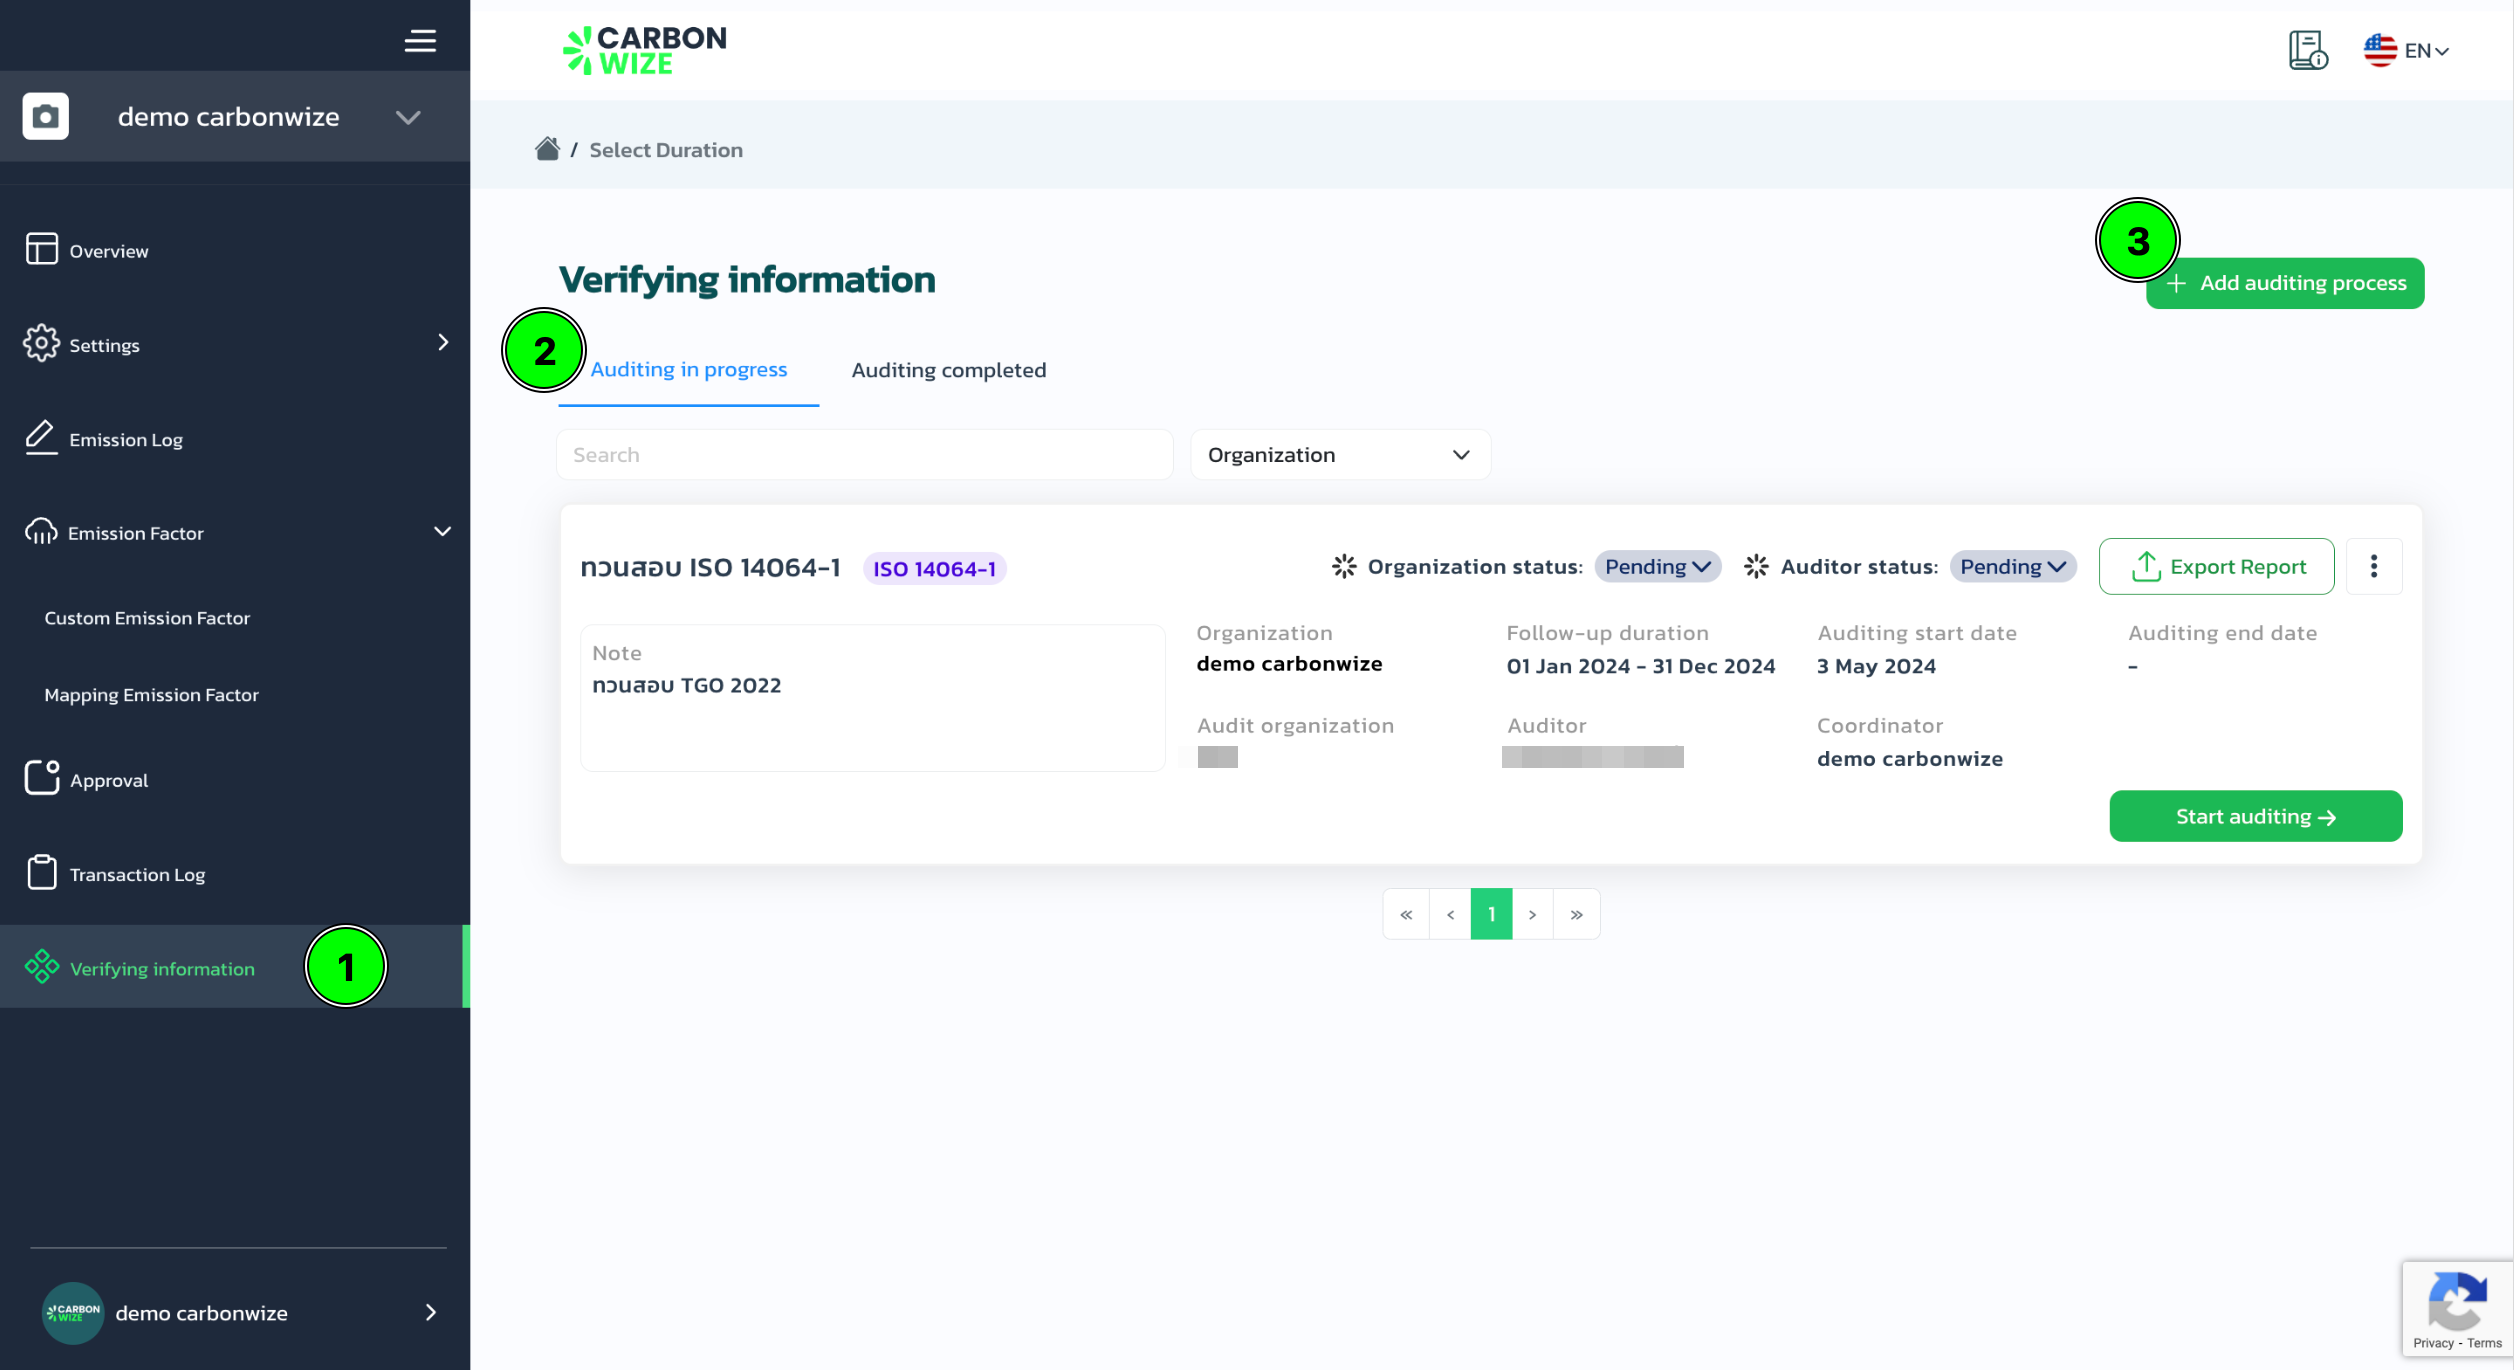 demo carbonwize
Overview
Settings
Emission Log
Emission Factor
Custom Emission Factor
Mapping Emission Factor
Approval
Transaction Log
Verifying information
1
CARBON
WIZE
demo carbonwize
CARBON
WIZE
EN
/ Select Duration
Verifying information
3
+ Add auditing process
2
Auditing in progress
Auditing completed
Search
Organization
ทวนสอบ ISO 14064-1
ISO 14064-1
Organization status: Pending
Auditor status: Pending
Export Report
Note
ทวนสอบ TGO 2022
Organization
demo carbonwize
Follow-up duration
01 Jan 2024 - 31 Dec 2024
Auditing start date
3 May 2024
Auditing end date
-
Audit organization
Auditor
Coordinator
demo carbonwize
Start auditing →
« ‹ 1 › »
Privacy - Terms